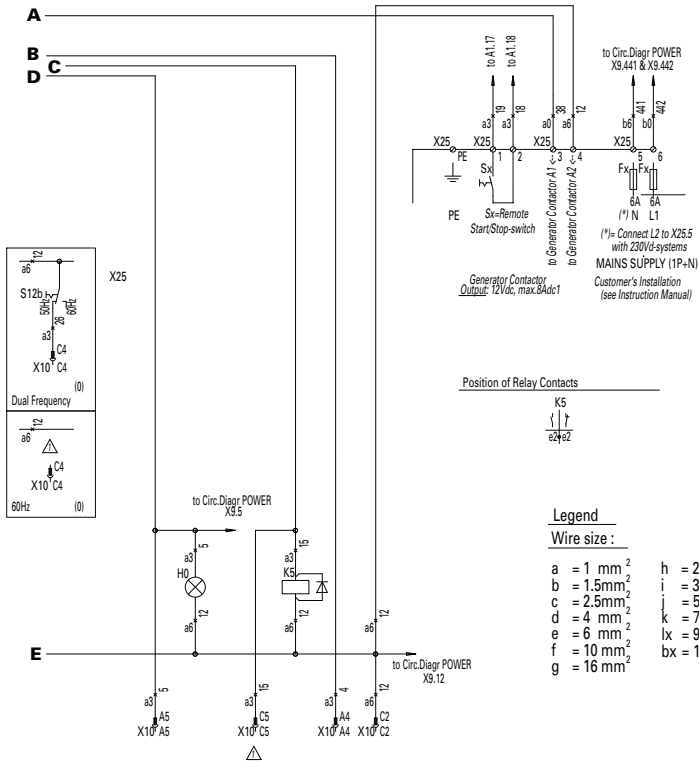 A
B
C
D
to A1.17
to A1.18
to Circ.Diagr POWER
X9.441 & X9.442
a3 19
a3 18
a0 38
a6 12
b6 441
b0 442
X25 X25 X25 X25
PE 1 2 3 4 5 6
Sx
Fx Fx
6A 6A
(*) N L1
PE
Sx=Remote
Start/Stop-switch
to Generator Contactor A1
to Generator Contactor A2
(*)= Connect L2 to X25.5
with 230Vd-systems
MAINS SUPPLY (1P+N)
Customer's Installation
(see Instruction Manual)
Generator Contactor
Output: 12Vdc, max.8Adc1
X25
a6 12
S12b
50Hz
60Hz
a3 26
C4
X10 C4
(0)
Dual Frequency
a6 12
1
C4
X10 C4
60Hz (0)
Position of Relay Contacts
K5
e2 e2
to Circ.Diagr POWER
X9.5
a3 5
H0
a6 12
a3 15
K5
a6 12
a6 12
E
to Circ.Diagr POWER
X9.12
a3 5
A5
X10 A5
a3 15
C5
X10 C5
1
a3 4
A4
X10 A4
a6 12
C2
X10 C2
Legend
Wire size :
a = 1 mm² h = 2
b = 1.5mm² i = 3
c = 2.5mm² j = 5
d = 4 mm² k = 7
e = 6 mm² lx = 9
f = 10 mm² bx = 1
g = 16 mm²